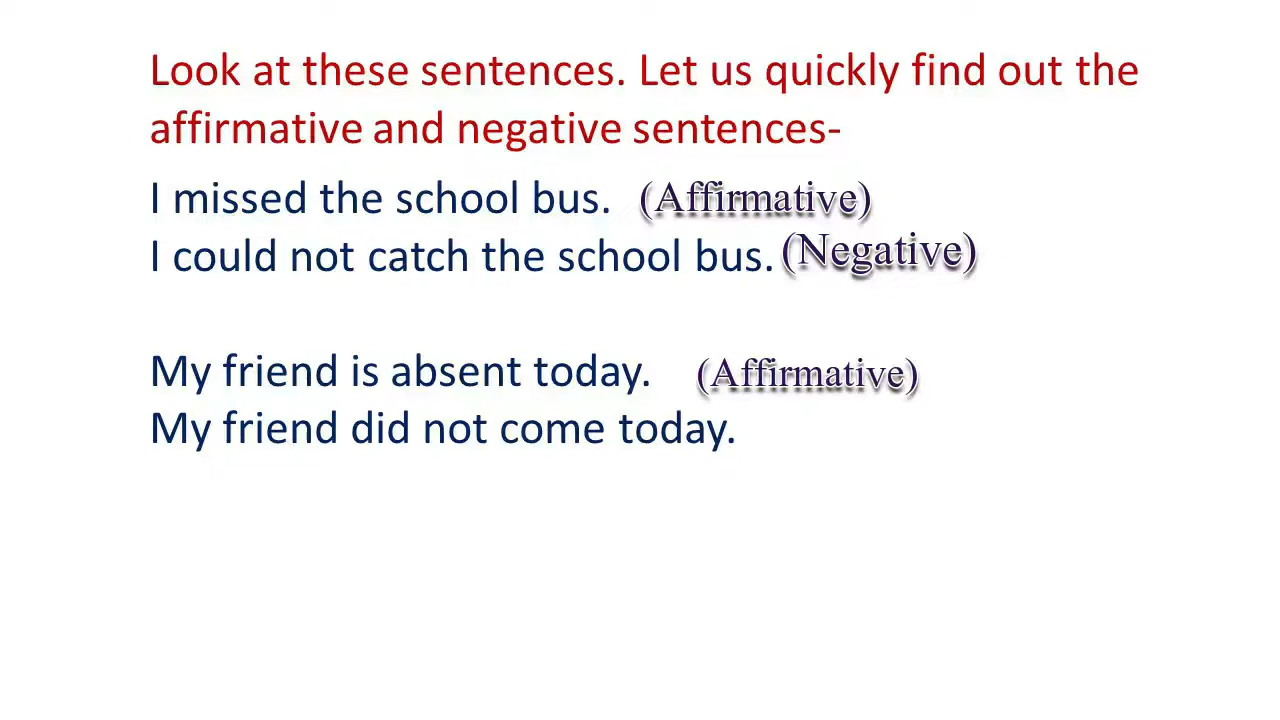 Look at these sentences. Let us quickly find out the
affirmative and negative sentences-
I missed the school bus. (Affirmative)
I could not catch the school bus. (Negative)
My friend is absent today. (Affirmative)
My friend did not come today.